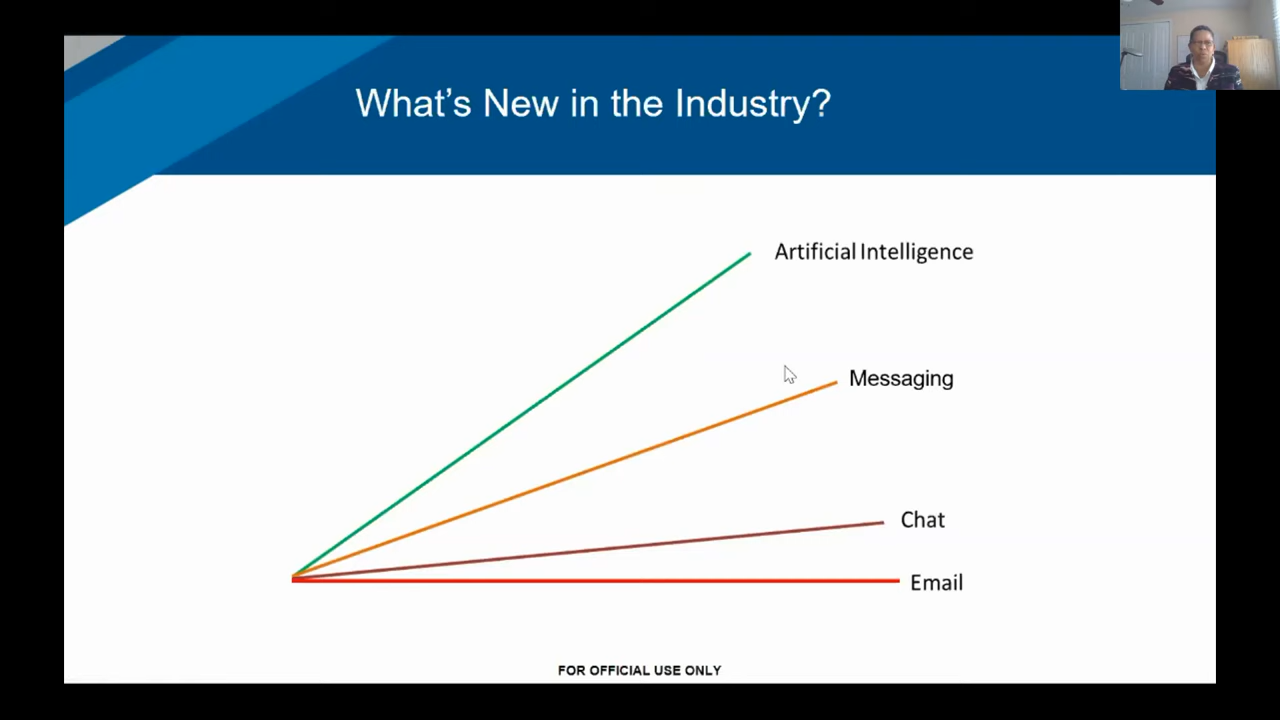 What's New in the Industry?
Artificial Intelligence
Messaging
Chat
Email
FOR OFFICIAL USE ONLY